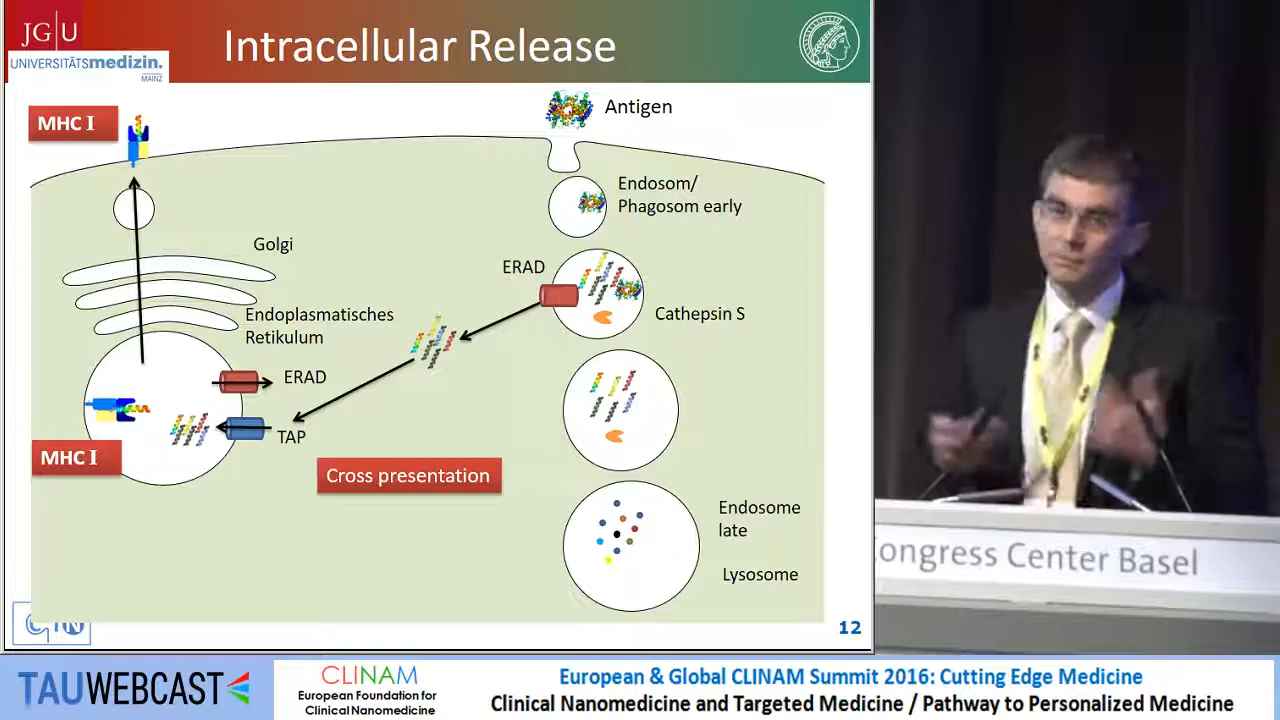 JG|U
UNIVERSITÄTSmedizin.
MAINZ
Intracellular Release
MHC I
Antigen
Endosom/
Phagosom early
Golgi
ERAD
Cathepsin S
Endoplasmatisches
Retikulum
ERAD
TAP
MHC I
Cross presentation
Endosome
late
Lysosome
12
ongress Center Basel
TAUWEBCAST
CLINAM
European Foundation for
Clinical Nanomedicine
European & Global CLINAM Summit 2016: Cutting Edge Medicine
Clinical Nanomedicine and Targeted Medicine / Pathway to Personalized Medicine